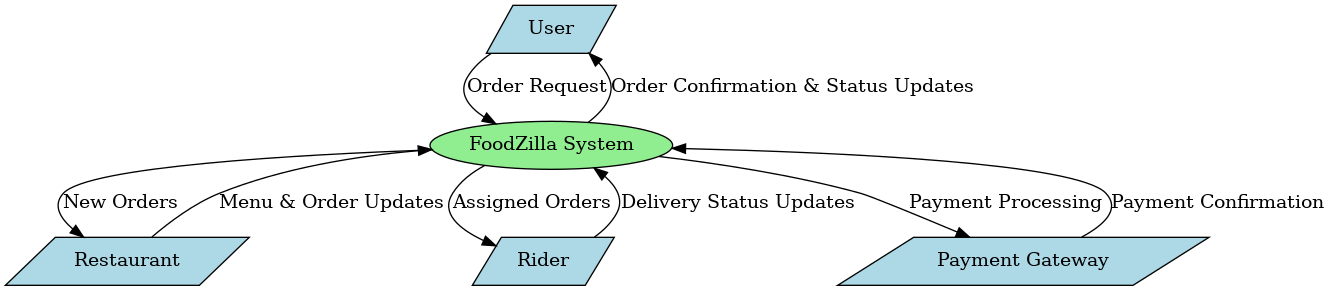 User
Order Request
Order Confirmation & Status Updates
FoodZilla System
New Orders
Menu & Order Updates
Assigned Orders
Delivery Status Updates
Payment Processing
Payment Confirmation
Restaurant
Rider
Payment Gateway